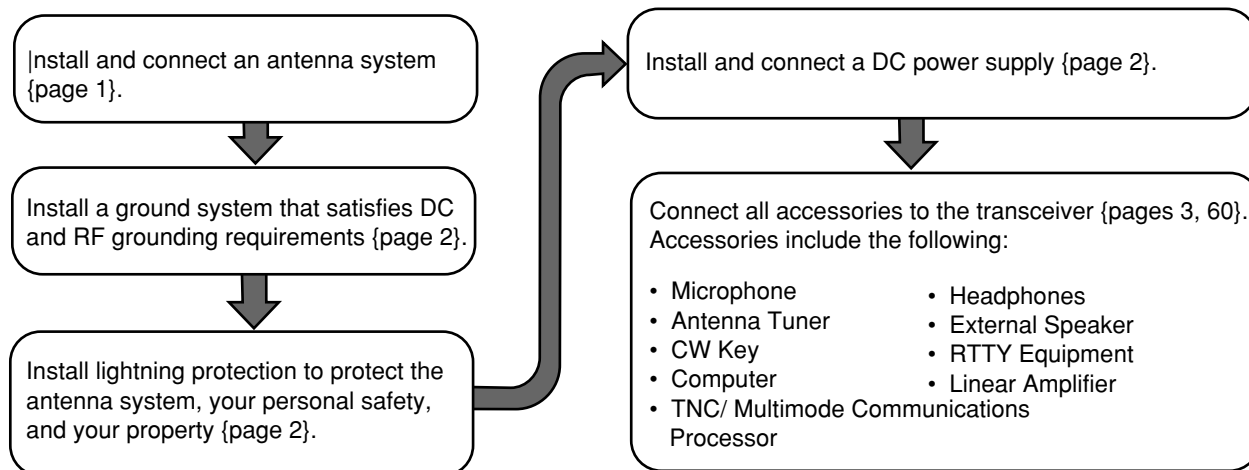 Install and connect an antenna system
{page 1}.
Install a ground system that satisfies DC
and RF grounding requirements {page 2}.
Install lightning protection to protect the
antenna system, your personal safety,
and your property {page 2}.
Install and connect a DC power supply {page 2}.
Connect all accessories to the transceiver {pages 3, 60}.
Accessories include the following:
• Microphone
• Antenna Tuner
• CW Key
• Computer
• TNC/ Multimode Communications
Processor
• Headphones
• External Speaker
• RTTY Equipment
• Linear Amplifier